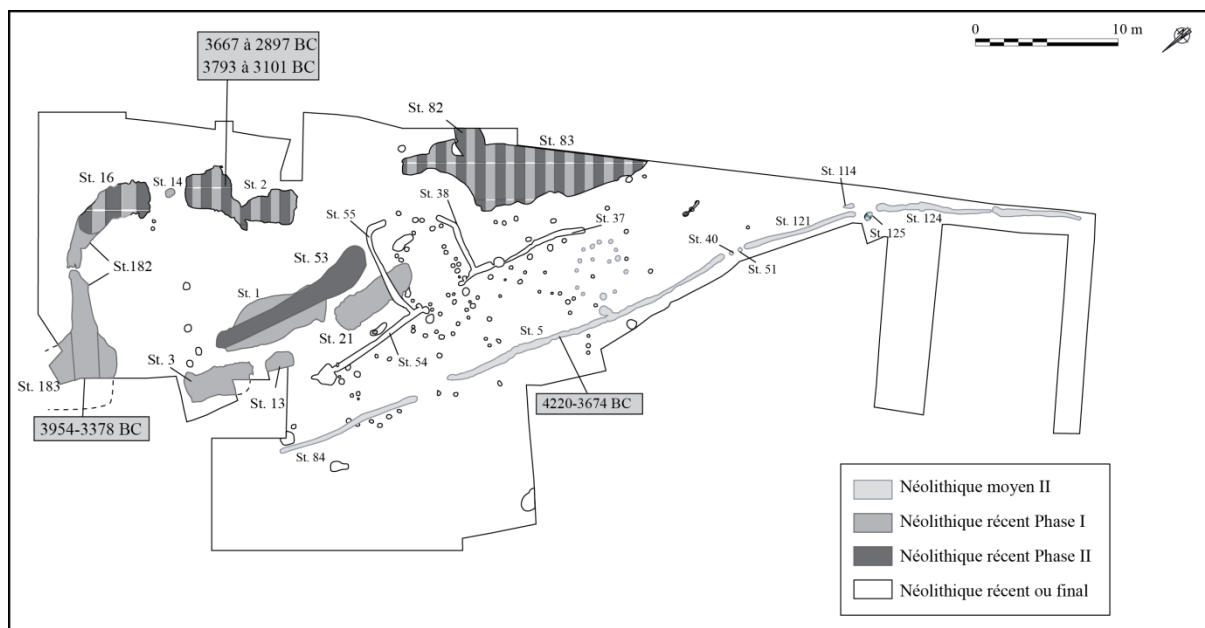 0 10 m
3667 à 2897 BC
3793 à 3101 BC
St. 82
St. 83
St. 16
St. 14
St. 2
St. 38
St. 55
St. 37
St. 114
St. 121
St. 124
St. 125
St. 40
St. 51
St.182
St. 53
St. 1
St. 21
St. 5
St. 54
St. 3
St. 13
St. 183
3954-3378 BC
4220-3674 BC
St. 84
Néolithique moyen II
Néolithique récent Phase I
Néolithique récent Phase II
Néolithique récent ou final